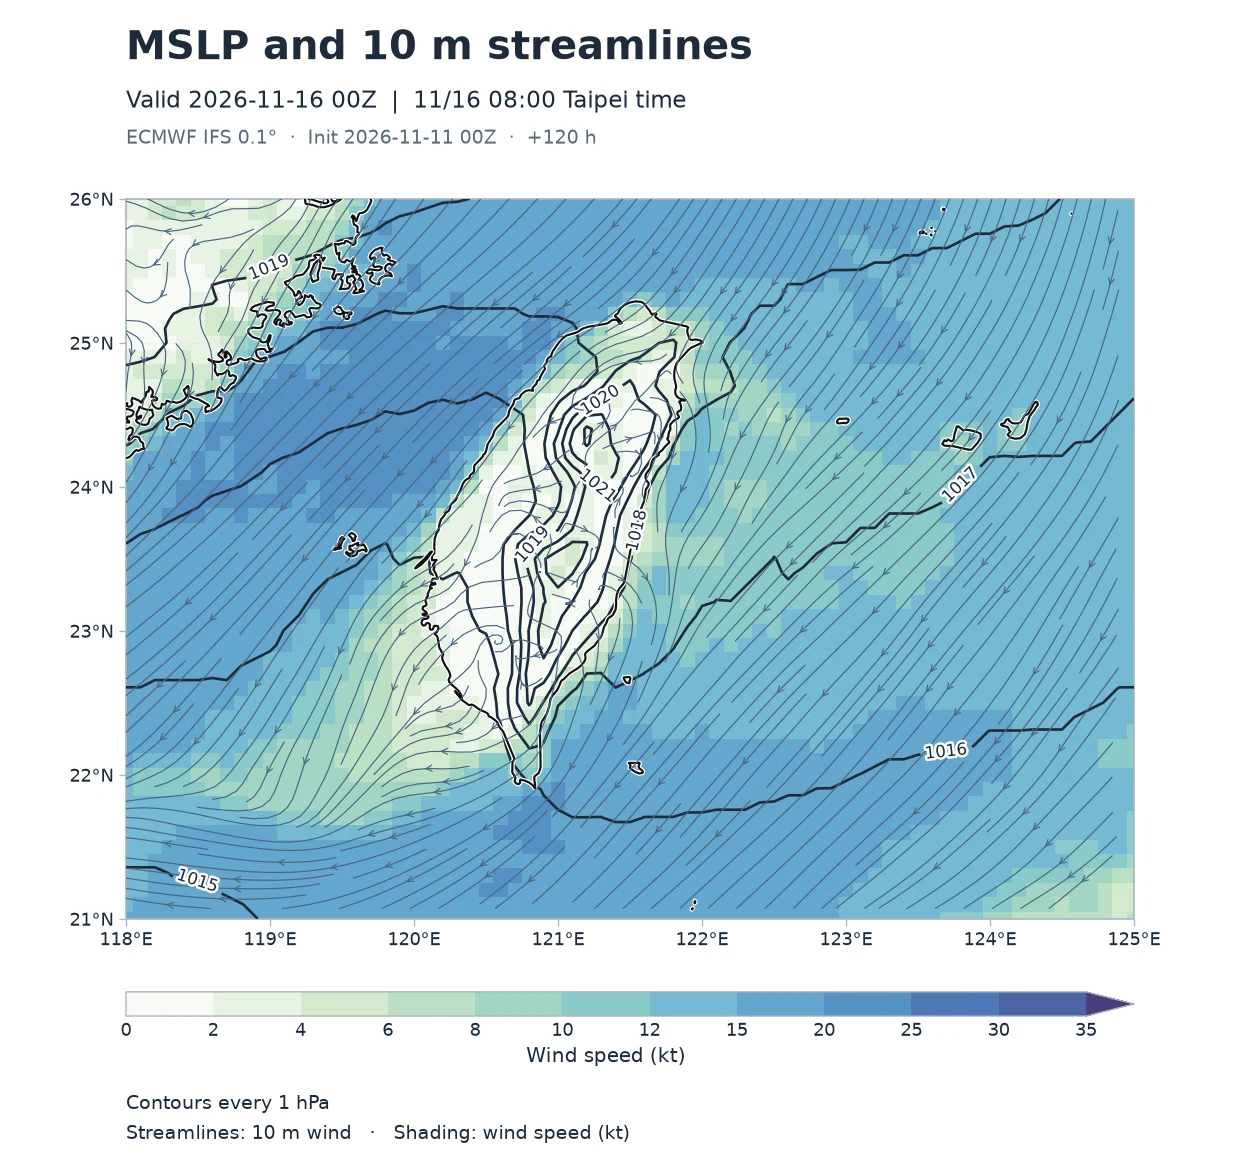 MSLP and 10 m streamlines
Valid 2026-11-16 00Z | 11/16 08:00 Taipei time
ECMWF IFS 0.1° · Init 2026-11-11 00Z · +120 h
26°N
1019
25°N
1020
24°N
1021
1017
1018
1019
23°N
1016
22°N
1015
21°N
118°E 119°E 120°E 121°E 122°E 123°E 124°E 125°E
0 2 4 6 8 10 12 15 20 25 30 35
Wind speed (kt)
Contours every 1 hPa
Streamlines: 10 m wind · Shading: wind speed (kt)